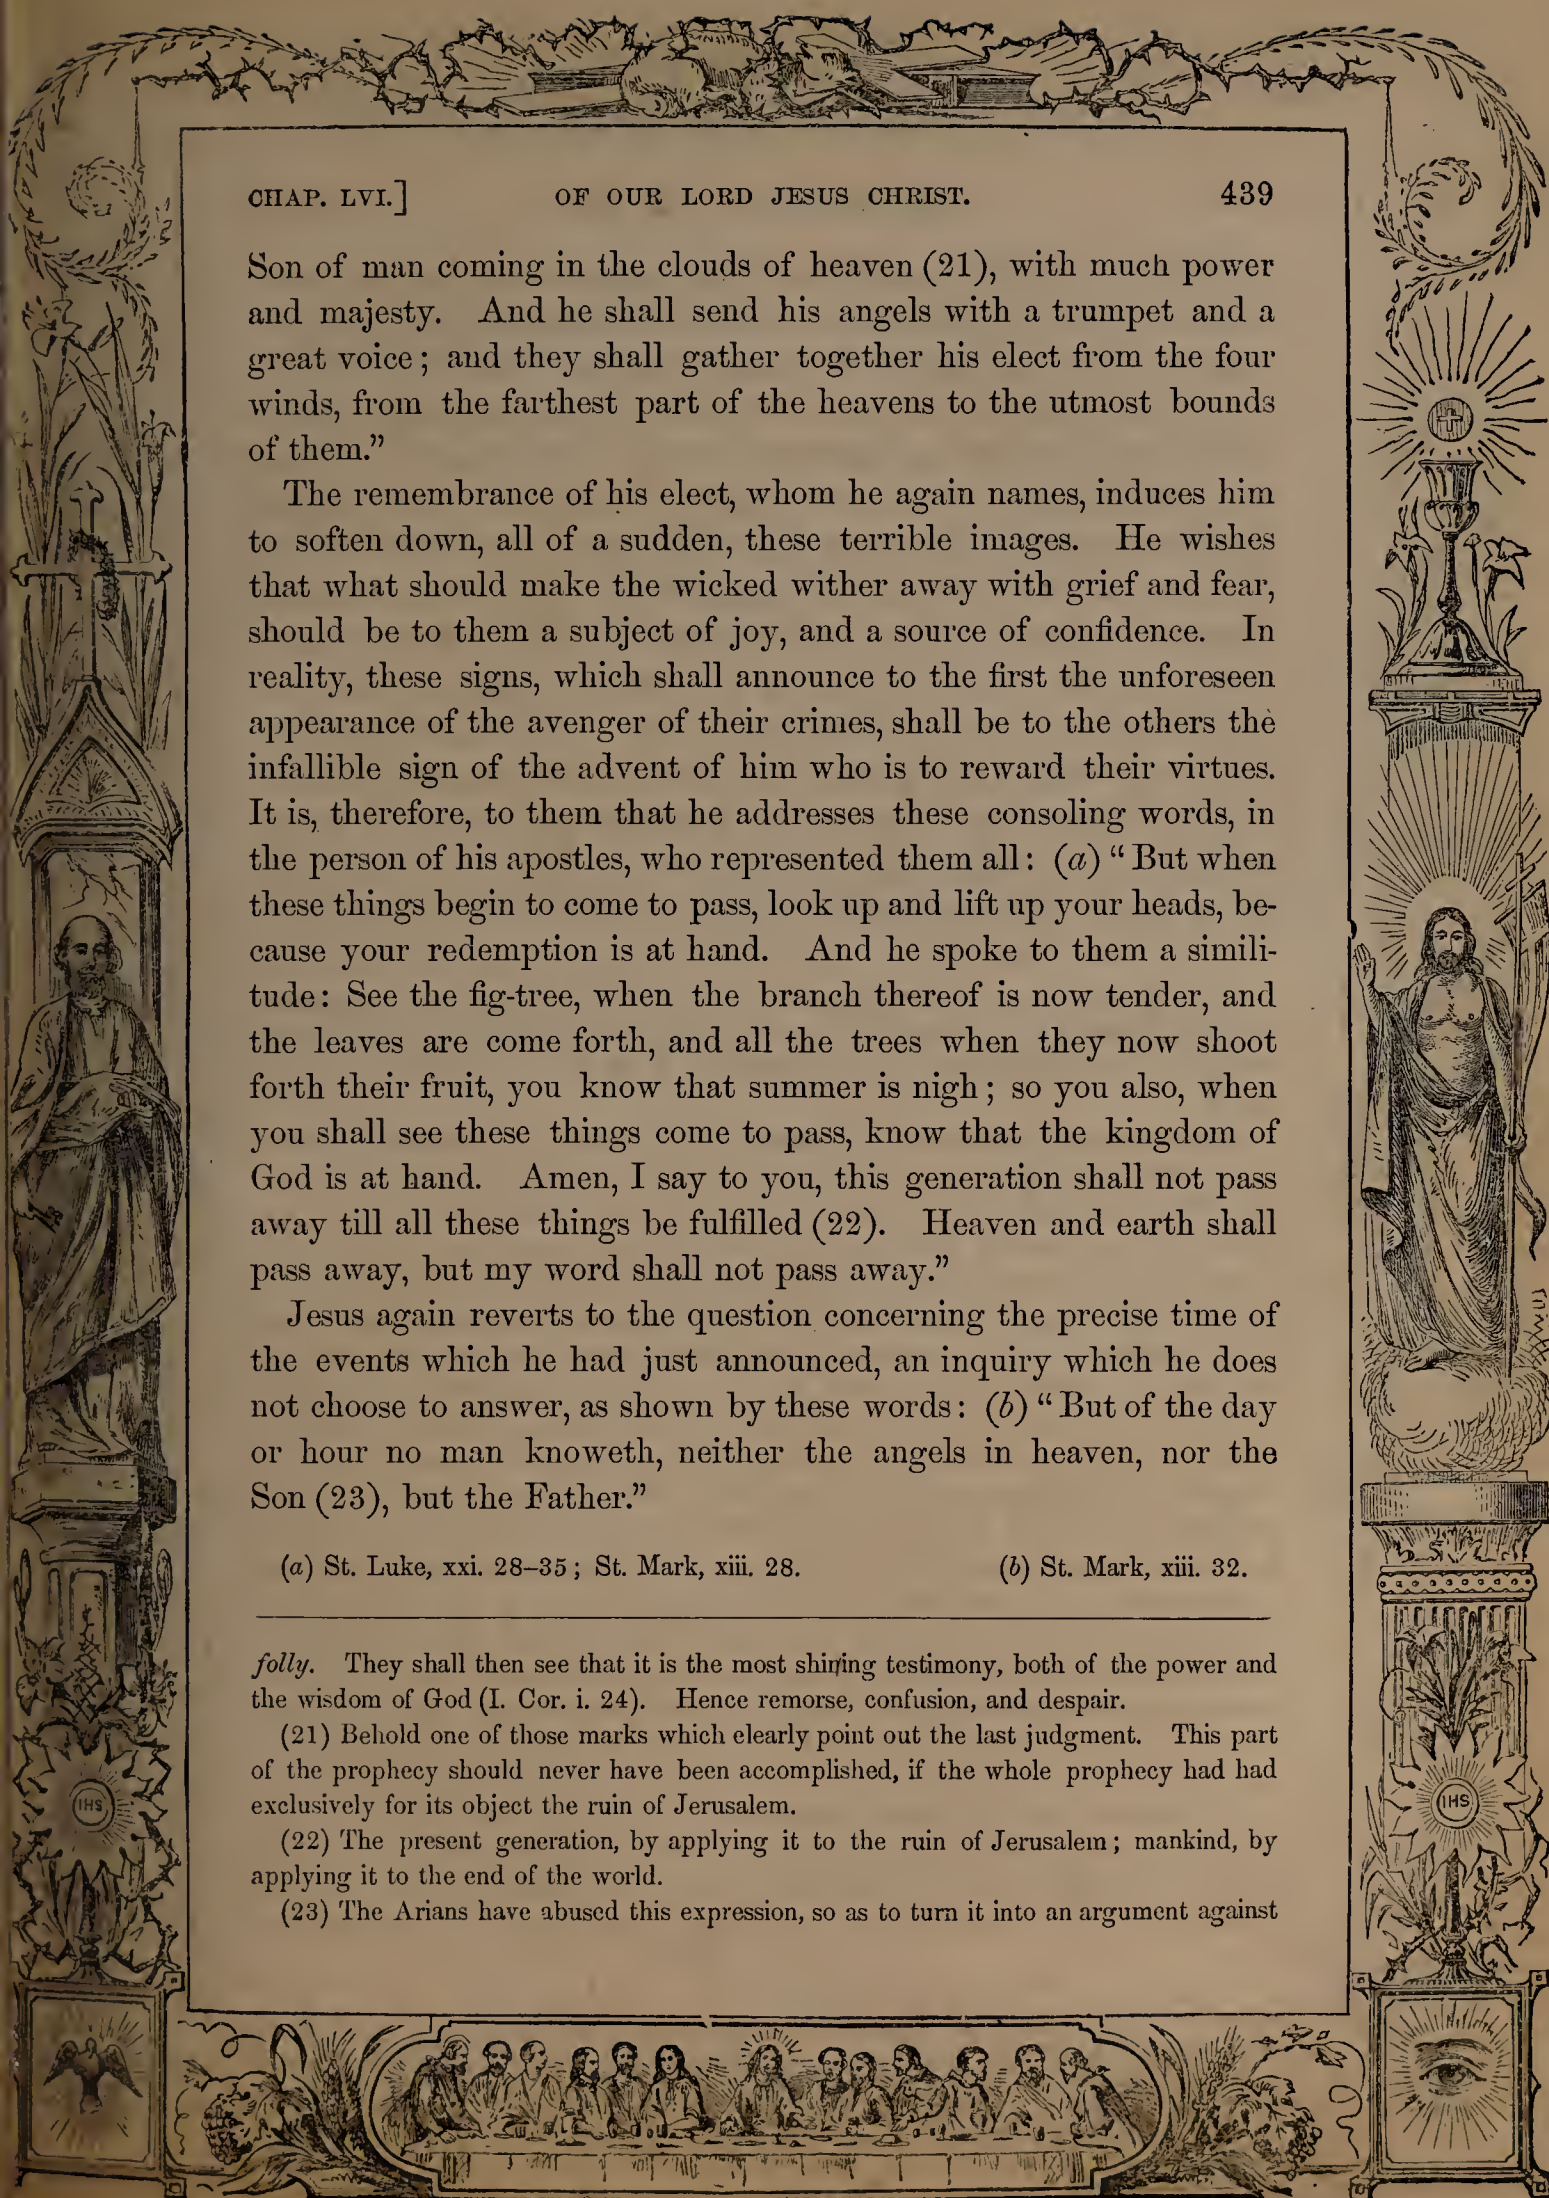 CHAP. LVI.] OF OUR LORD JESUS CHRIST. 439
Son of man coming in the clouds of heaven (21), with much power
and majesty. And he shall send his angels with a trumpet and a
great voice; and they shall gather together his elect from the four
winds, from the farthest part of the heavens to the utmost bounds
of them.”
The remembrance of his elect, whom he again names, induces him
to soften down, all of a sudden, these terrible images. He wishes
that what should make the wicked wither away with grief and fear,
should be to them a subject of joy, and a source of confidence. In
reality, these signs, which shall announce to the first the unforeseen
appearance of the avenger of their crimes, shall be to the others the
infallible sign of the advent of him who is to reward their virtues.
It is, therefore, to them that he addresses these consoling words, in
the person of his apostles, who represented them all: (a) “But when
these things begin to come to pass, look up and lift up your heads, be-
cause your redemption is at hand. And he spoke to them a simili-
tude: See the fig-tree, when the branch thereof is now tender, and
the leaves are come forth, and all the trees when they now shoot
forth their fruit, you know that summer is nigh; so you also, when
you shall see these things come to pass, know that the kingdom of
God is at hand. Amen, I say to you, this generation shall not pass
away till all these things be fulfilled (22). Heaven and earth shall
pass away, but my word shall not pass away.”
Jesus again reverts to the question concerning the precise time of
the events which he had just announced, an inquiry which he does
not choose to answer, as shown by these words: (b) “But of the day
or hour no man knoweth, neither the angels in heaven, nor the
Son (23), but the Father.”
(a) St. Luke, xxi. 28–35; St. Mark, xiii. 28. (b) St. Mark, xiii. 32.
folly. They shall then see that it is the most shining testimony, both of the power and
the wisdom of God (I. Cor. i. 24). Hence remorse, confusion, and despair.
(21) Behold one of those marks which clearly point out the last judgment. This part
of the prophecy should never have been accomplished, if the whole prophecy had had
exclusively for its object the ruin of Jerusalem.
(22) The present generation, by applying it to the ruin of Jerusalem; mankind, by
applying it to the end of the world.
(23) The Arians have abused this expression, so as to turn it into an argument against
IHS
IHS